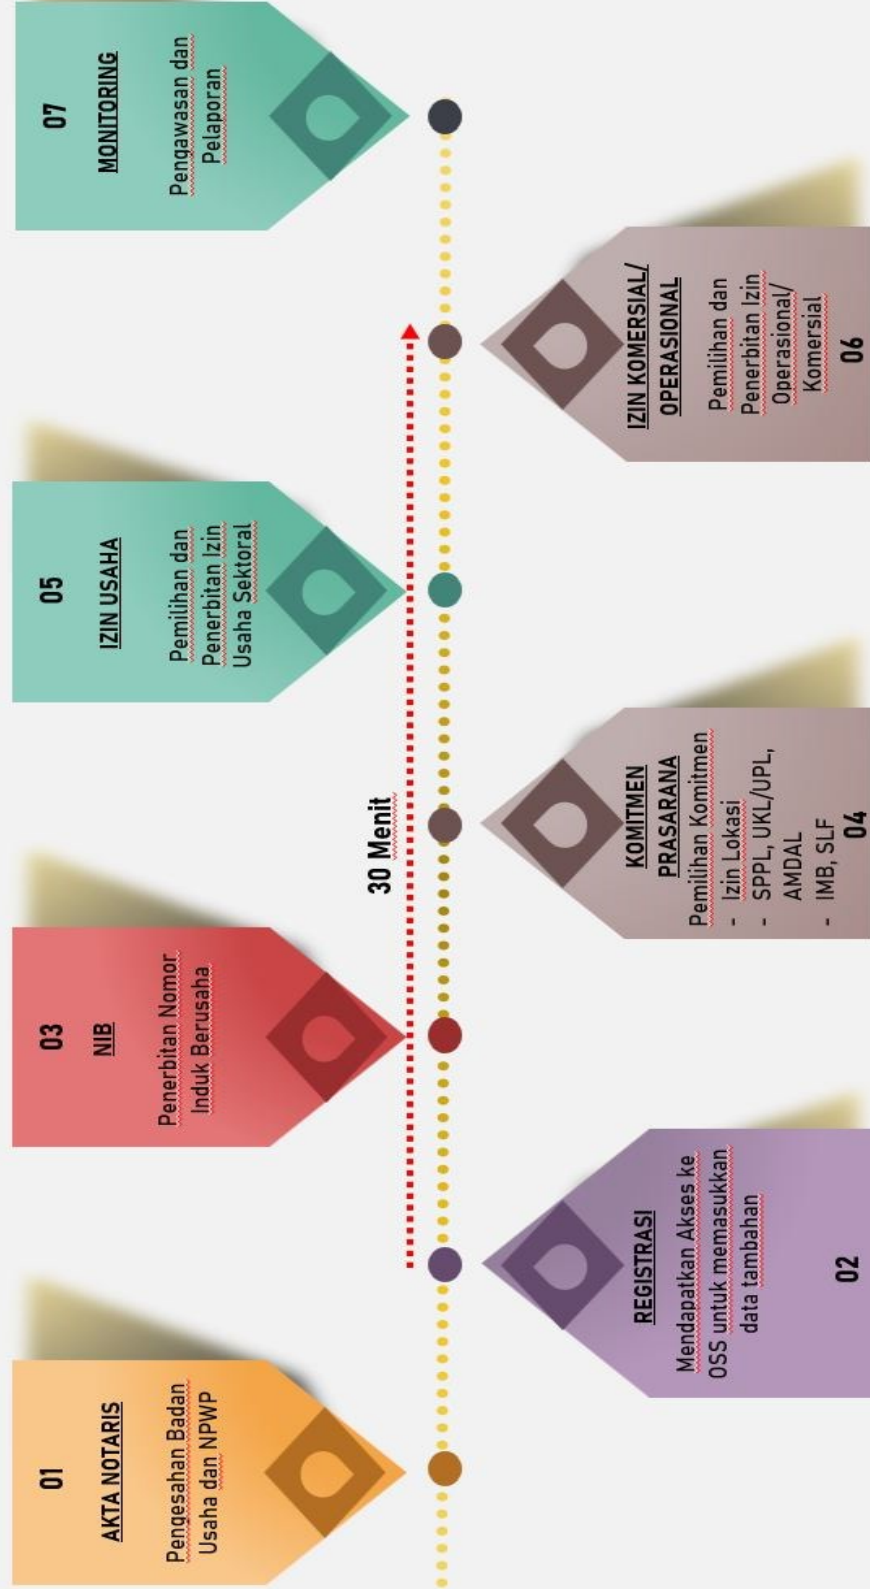 01
AKTA NOTARIS
Pengesahan Badan
Usaha dan NPWP
REGISTRASI
Mendapatkan Akses ke
OSS untuk memasukkan
data tambahan
02
03
NIB
Penerbitan Nomor
Induk Berusaha
30 Menit
KOMITMEN
PRASARANA
Pemilihan Komitmen
- Izin Lokasi
- SPPL, UKL/UPL,
AMDAL
- IMB, SLF
04
05
IZIN USAHA
Pemilihan dan
Penerbitan Izin
Usaha Sektoral
IZIN KOMERSIAL/
OPERASIONAL
Pemilihan dan
Penerbitan Izin
Operasional/
Komersial
06
07
MONITORING
Pengawasan dan
Pelaporan